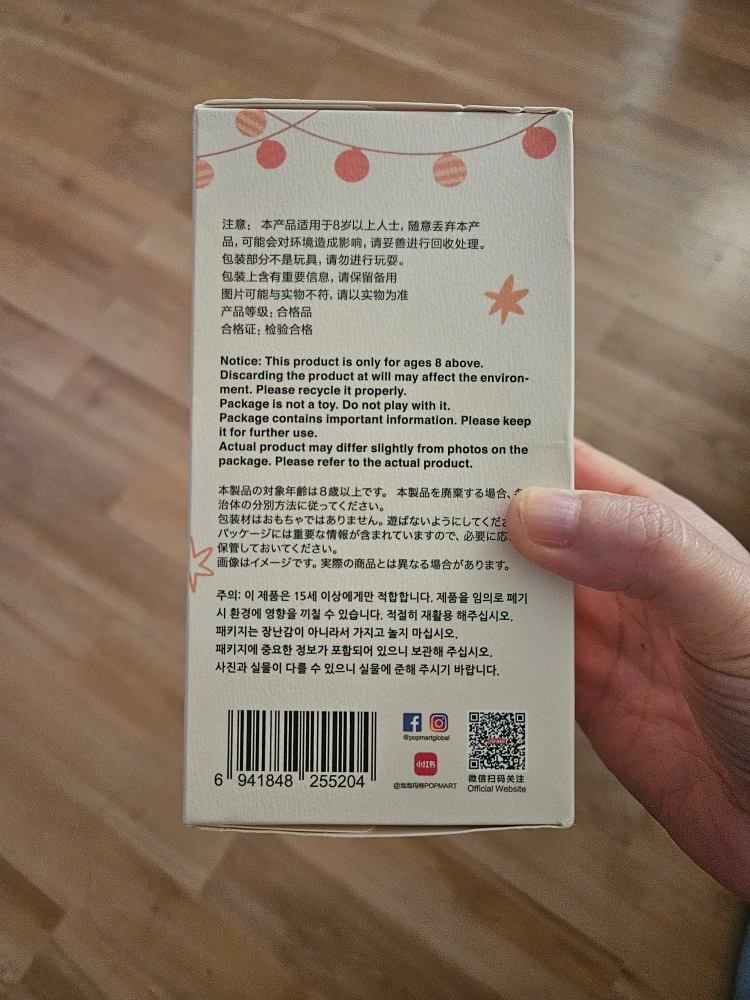 注意: 本产品适用于8岁以上人士, 随意丢弃本产
品, 可能会对环境造成影响, 请妥善进行回收处理。
包装部分不是玩具, 请勿进行玩耍。
包装上含有重要信息, 请保留备用
图片可能与实物不符, 请以实物为准
产品等级: 合格品
合格证: 检验合格
Notice: This product is only for ages 8 above.
Discarding the product at will may affect the environ-
ment. Please recycle it properly.
Package is not a toy. Do not play with it.
Package contains important information. Please keep
it for further use.
Actual product may differ slightly from photos on the
package. Please refer to the actual product.
本製品の対象年齢は8歳以上です。 本製品を廃棄する場合、
治体の分別方法に従ってください。
包装材はおもちゃではありません。遊ばないようにしてくださ
パッケージには重要な情報が含まれていますので、必要に応
保管しておいてください。
画像はイメージです。実際の商品とは異なる場合があります。
주의: 이 제품은 15세 이상에게만 적합합니다. 제품을 임의로 폐기
시 환경에 영향을 끼칠 수 있습니다. 적절히 재활용 해주십시오.
패키지는 장난감이 아니라서 가지고 놀지 마십시오.
패키지에 중요한 정보가 포함되어 있으니 보관해 주십시오.
사진과 실물이 다를 수 있으니 실물에 준해 주시기 바랍니다.
6 941848 255204
@popmartglobal
小红书
@泡泡玛特POPMART
微信扫码关注
Official Website